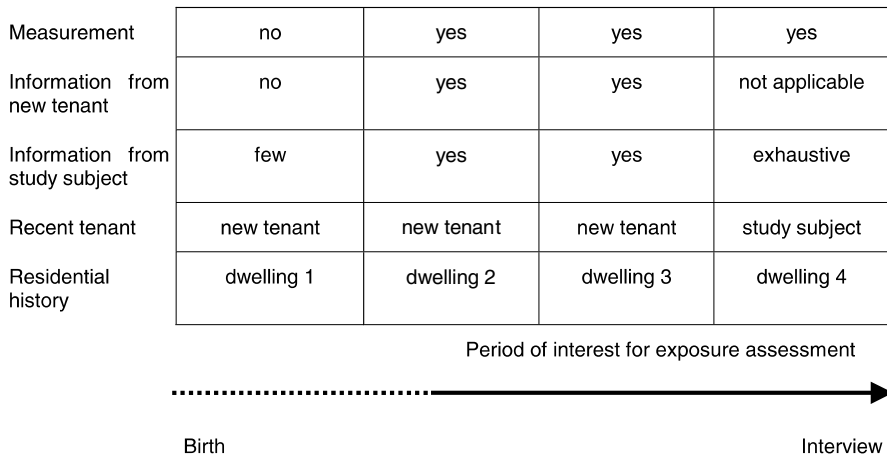 Measurement no yes yes yes
Information from no yes yes not applicable
new tenant
Information from few yes yes exhaustive
study subject
Recent tenant new tenant new tenant new tenant study subject
Residential dwelling 1 dwelling 2 dwelling 3 dwelling 4
history
Period of interest for exposure assessment
Birth Interview